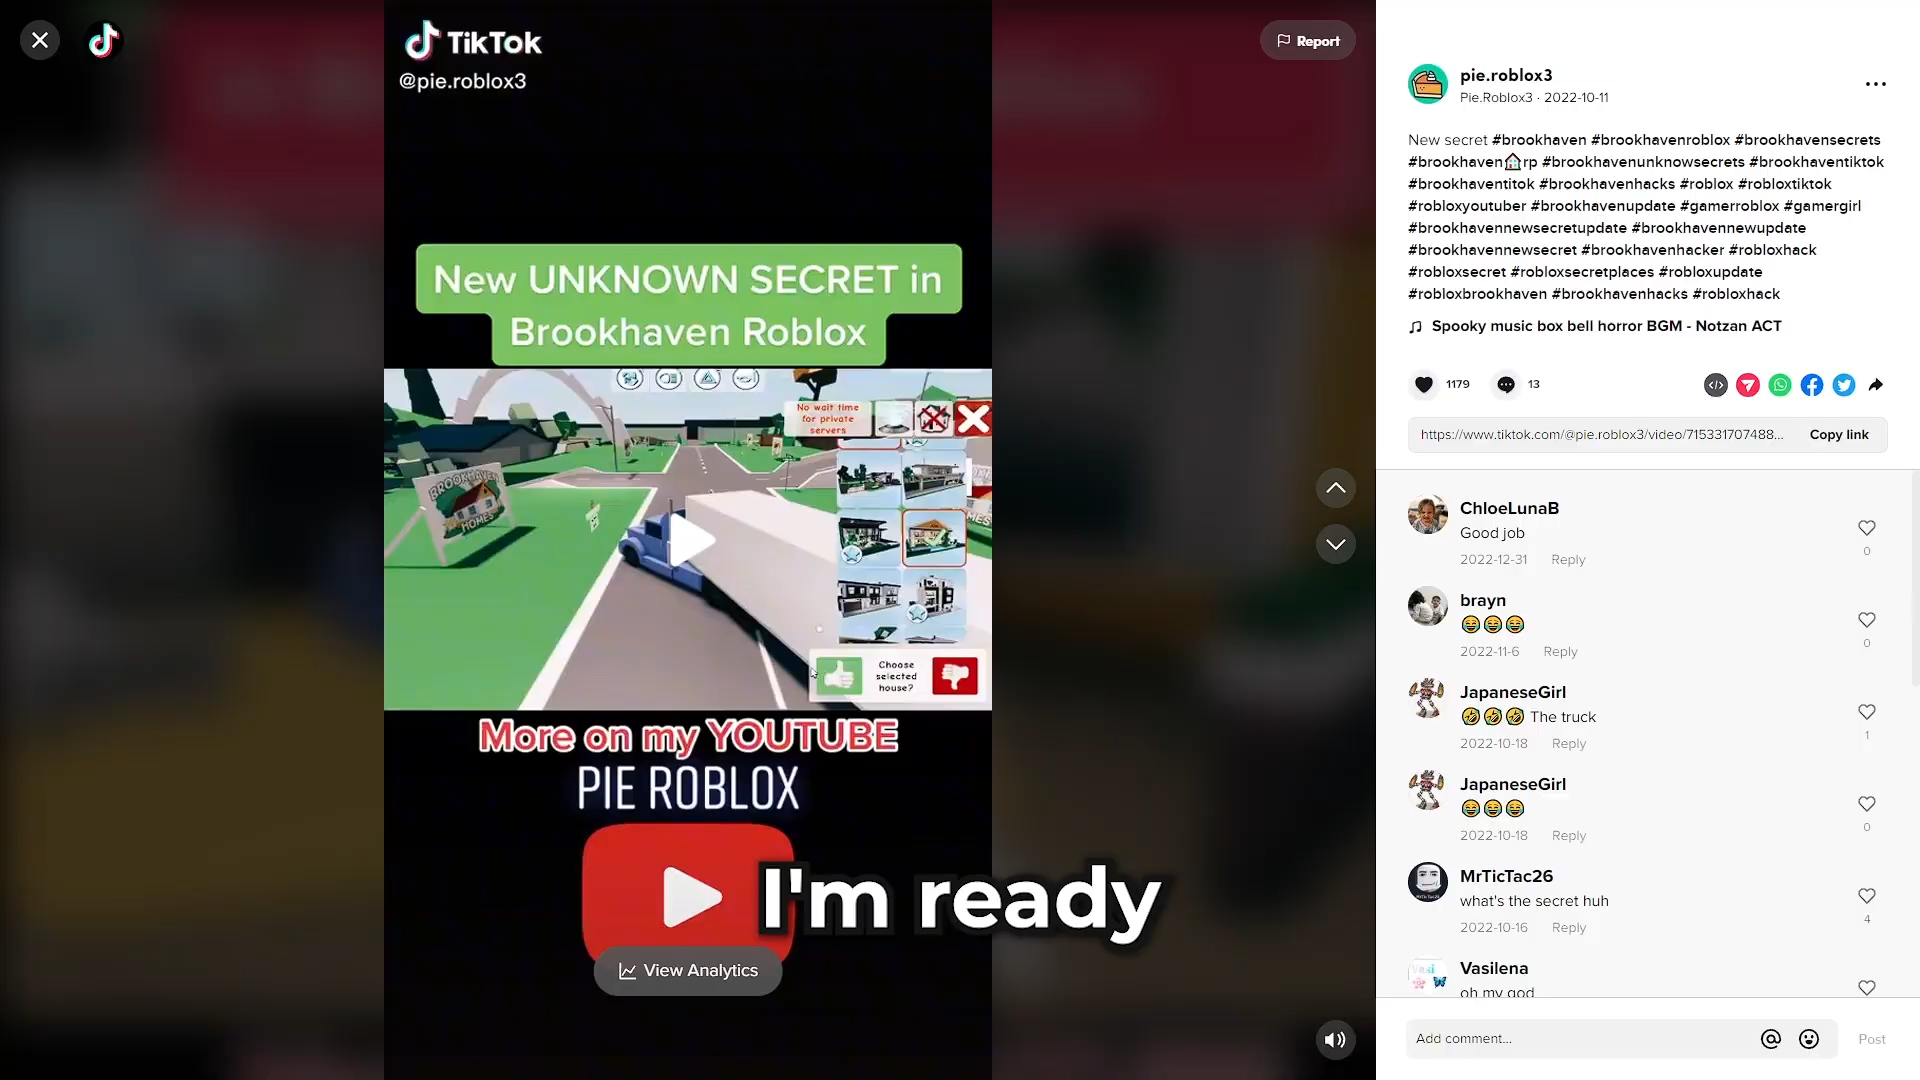 TikTok
@pie.roblox3
Report
New UNKNOWN SECRET in
Brookhaven Roblox
No wait time
for private
servers
BROOKHAVEN
HOMES
Choose
selected
house?
More on my YOUTUBE
PIE ROBLOX
I'm ready
View Analytics
pie.roblox3
Pie.Roblox3 · 2022-10-11
New secret #brookhaven #brookhavenroblox #brookhavensecrets
#brookhaven🏠rp #brookhavenunknowsecrets #brookhaventiktok
#brookhaventitok #brookhavenhacks #roblox #robloxtiktok
#robloxyoutuber #brookhavenupdate #gamerroblox #gamergirl
#brookhavennewsecretupdate #brookhavennewupdate
#brookhavennewsecret #brookhavenhacker #robloxhack
#robloxsecret #robloxsecretplaces #robloxupdate
#robloxbrookhaven #brookhavenhacks #robloxhack
Spooky music box bell horror BGM - Notzan ACT
1179 13
https://www.tiktok.com/@pie.roblox3/video/715331707488... Copy link
ChloeLunaB
Good job
2022-12-31 Reply
0
brayn
😂😂😂
2022-11-6 Reply
0
JapaneseGirl
🤣🤣🤣 The truck
2022-10-18 Reply
1
JapaneseGirl
😂😂😂
2022-10-18 Reply
0
MrTicTac26
what's the secret huh
2022-10-16 Reply
4
Vasilena
oh my god
Add comment...
Post